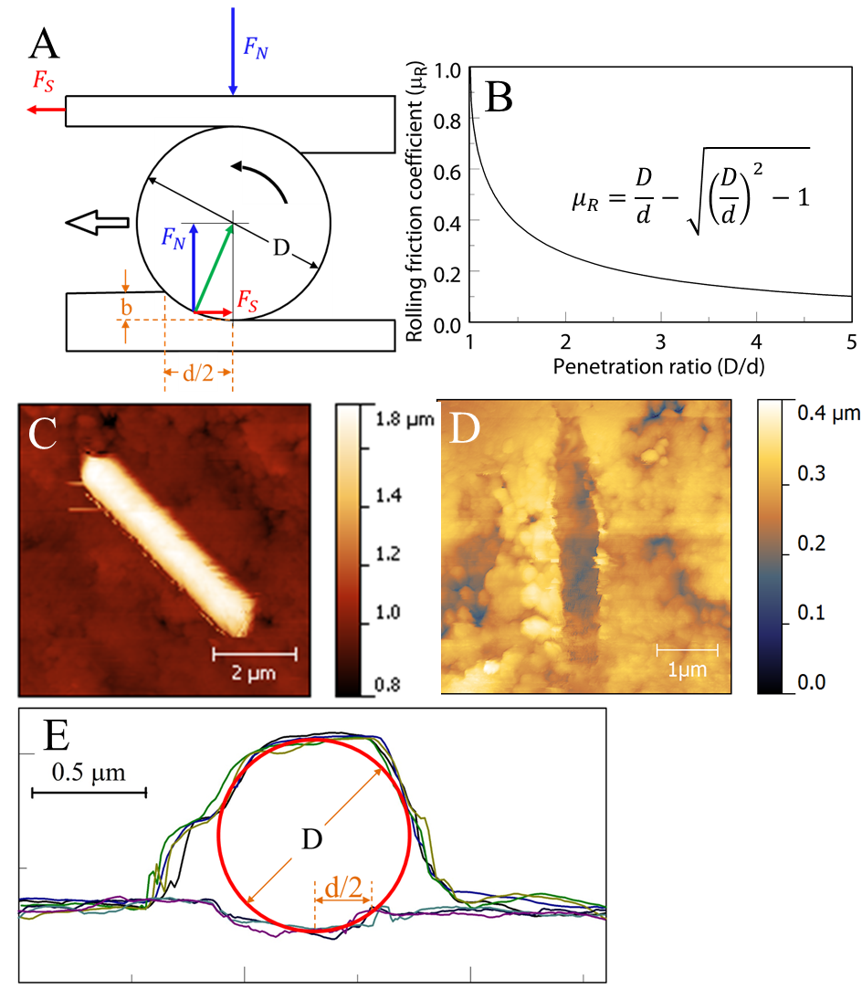 A
F_N
F_S
F_N
D
F_S
b
d/2
B
Rolling friction coefficient (μ_R)
1.0
0.8
0.6
0.4
0.2
0.0
μ_R = D/d − √((D/d)² − 1)
1 2 3 4 5
Penetration ratio (D/d)
C
2 μm
1.8 μm
1.4
1.2
1.0
0.8
D
1μm
0.4 μm
0.3
0.2
0.1
0.0
E
0.5 μm
D
d/2